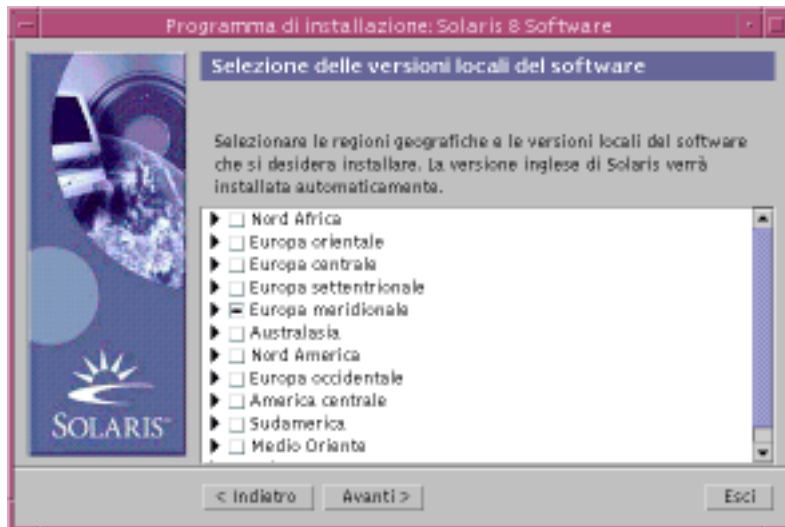 Programma di installazione: Solaris 8 Software
Selezione delle versioni locali del software
Selezionare le regioni geografiche e le versioni locali del software
che si desidera installare. La versione inglese di Solaris verrà
installata automaticamente.
Nord Africa
Europa orientale
Europa centrale
Europa settentrionale
Europa meridionale
Australasia
Nord America
Europa occidentale
America centrale
Sudamerica
Medio Oriente
SOLARIS™
< Indietro
Avanti >
Esci